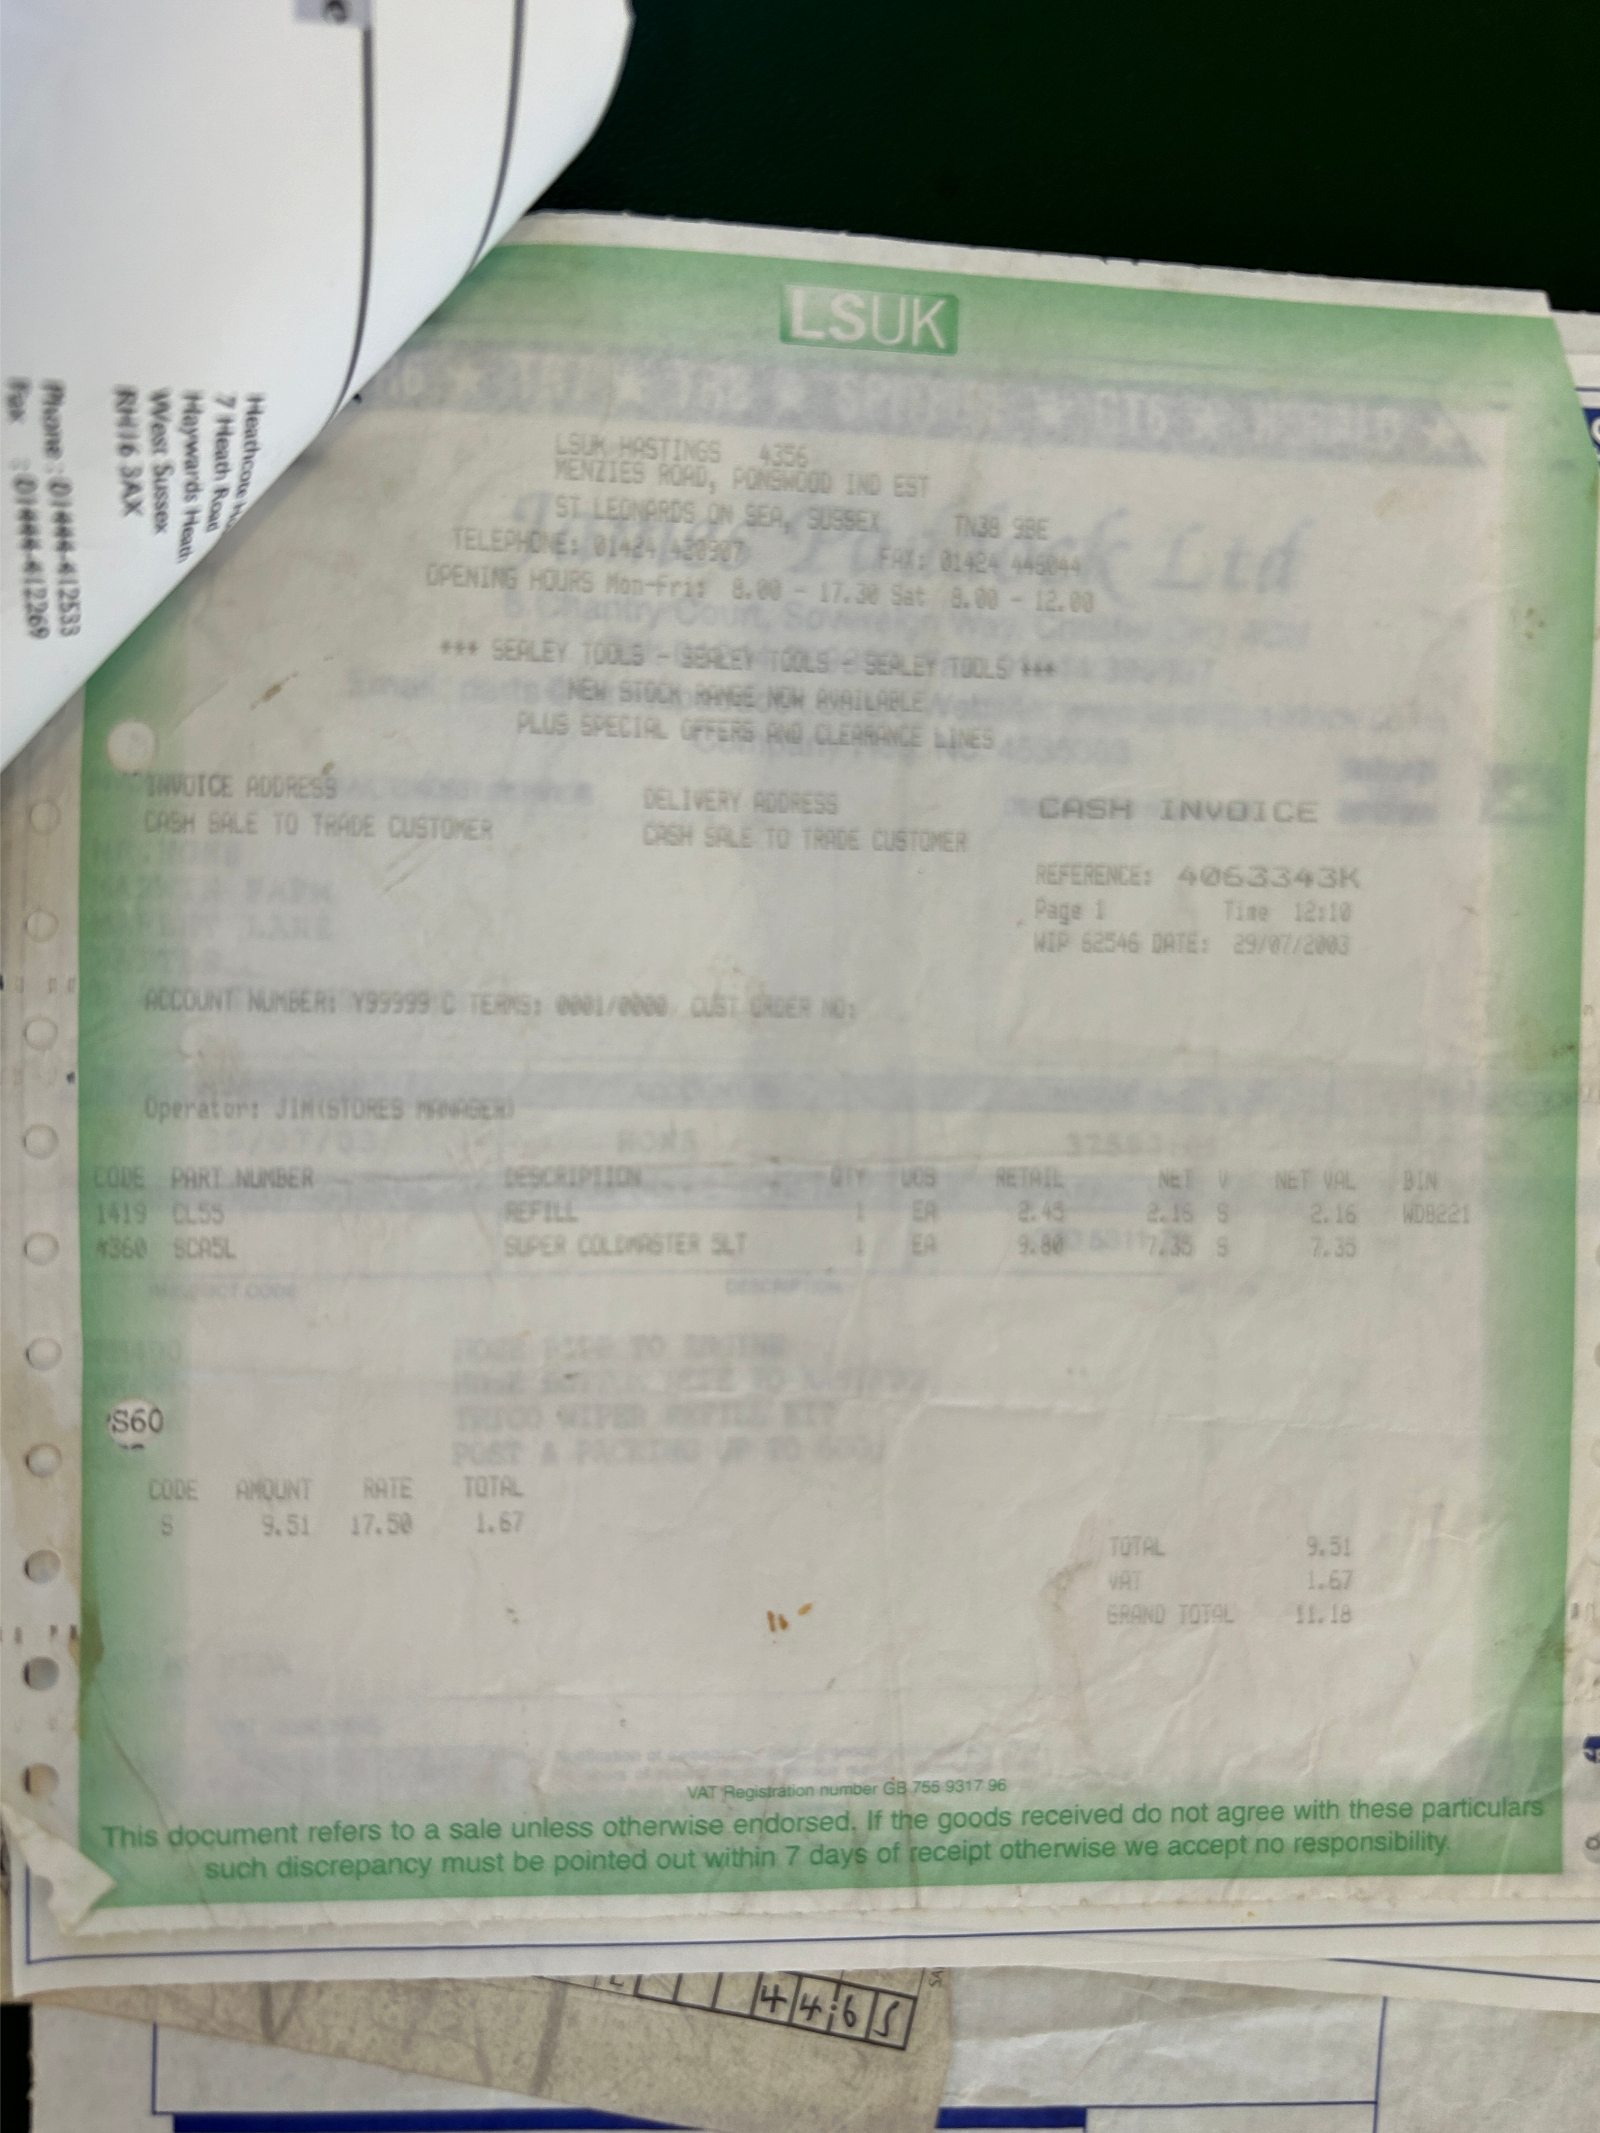 Heathcote
7 Heath Road
Haywards Heath
West Sussex
RH16 3AX
Phone : 01444 412533
Fax : 01444 412269
LSUK
LSUK HASTINGS 4356
MENZIES ROAD, PONSWOOD IND EST
ST LEONARDS ON SEA, SUSSEX TN38 9BE
TELEPHONE: 01424 420907 FAX: 01424 445044
OPENING HOURS Mon-Fri: 8.00 - 17.30 Sat 8.00 - 12.00
*** SEALEY TOOLS - SEALEY TOOLS - SEALEY TOOLS ***
NEW STOCK RANGE NOW AVAILABLE
PLUS SPECIAL OFFERS AND CLEARANCE LINES
INVOICE ADDRESS DELIVERY ADDRESS CASH INVOICE
CASH SALE TO TRADE CUSTOMER CASH SALE TO TRADE CUSTOMER
REFERENCE: 4063343K
Page 1 Time 12:10
WIP 62546 DATE: 29/07/2003
ACCOUNT NUMBER: Y99999 C TERMS: 0001/0000 CUST ORDER NO:
Operator: JIM(STORES MANAGER)
CODE PART NUMBER DESCRIPTION QTY UOS RETAIL NET V NET VAL BIN
1419 CL55 REFILL 1 EA 2.45 2.16 S 2.16 WDB221
#360 SCA5L SUPER COLDMASTER 5LT 1 EA 9.80 7.35 S 7.35
S60
CODE AMOUNT RATE TOTAL
S 9.51 17.50 1.67
TOTAL 9.51
VAT 1.67
GRAND TOTAL 11.18
VAT Registration number GB 755 9317 96
This document refers to a sale unless otherwise endorsed. If the goods received do not agree with these particulars
such discrepancy must be pointed out within 7 days of receipt otherwise we accept no responsibility.
44:65